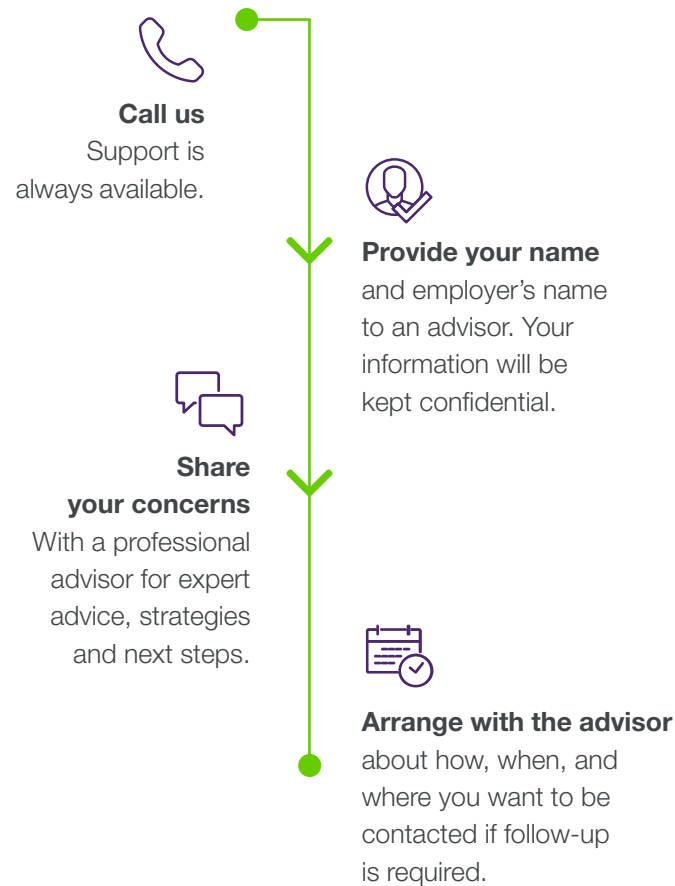 Call us
Support is
always available.
Provide your name
and employer’s name
to an advisor. Your
information will be
kept confidential.
Share
your concerns
With a professional
advisor for expert
advice, strategies
and next steps.
Arrange with the advisor
about how, when, and
where you want to be
contacted if follow-up
is required.